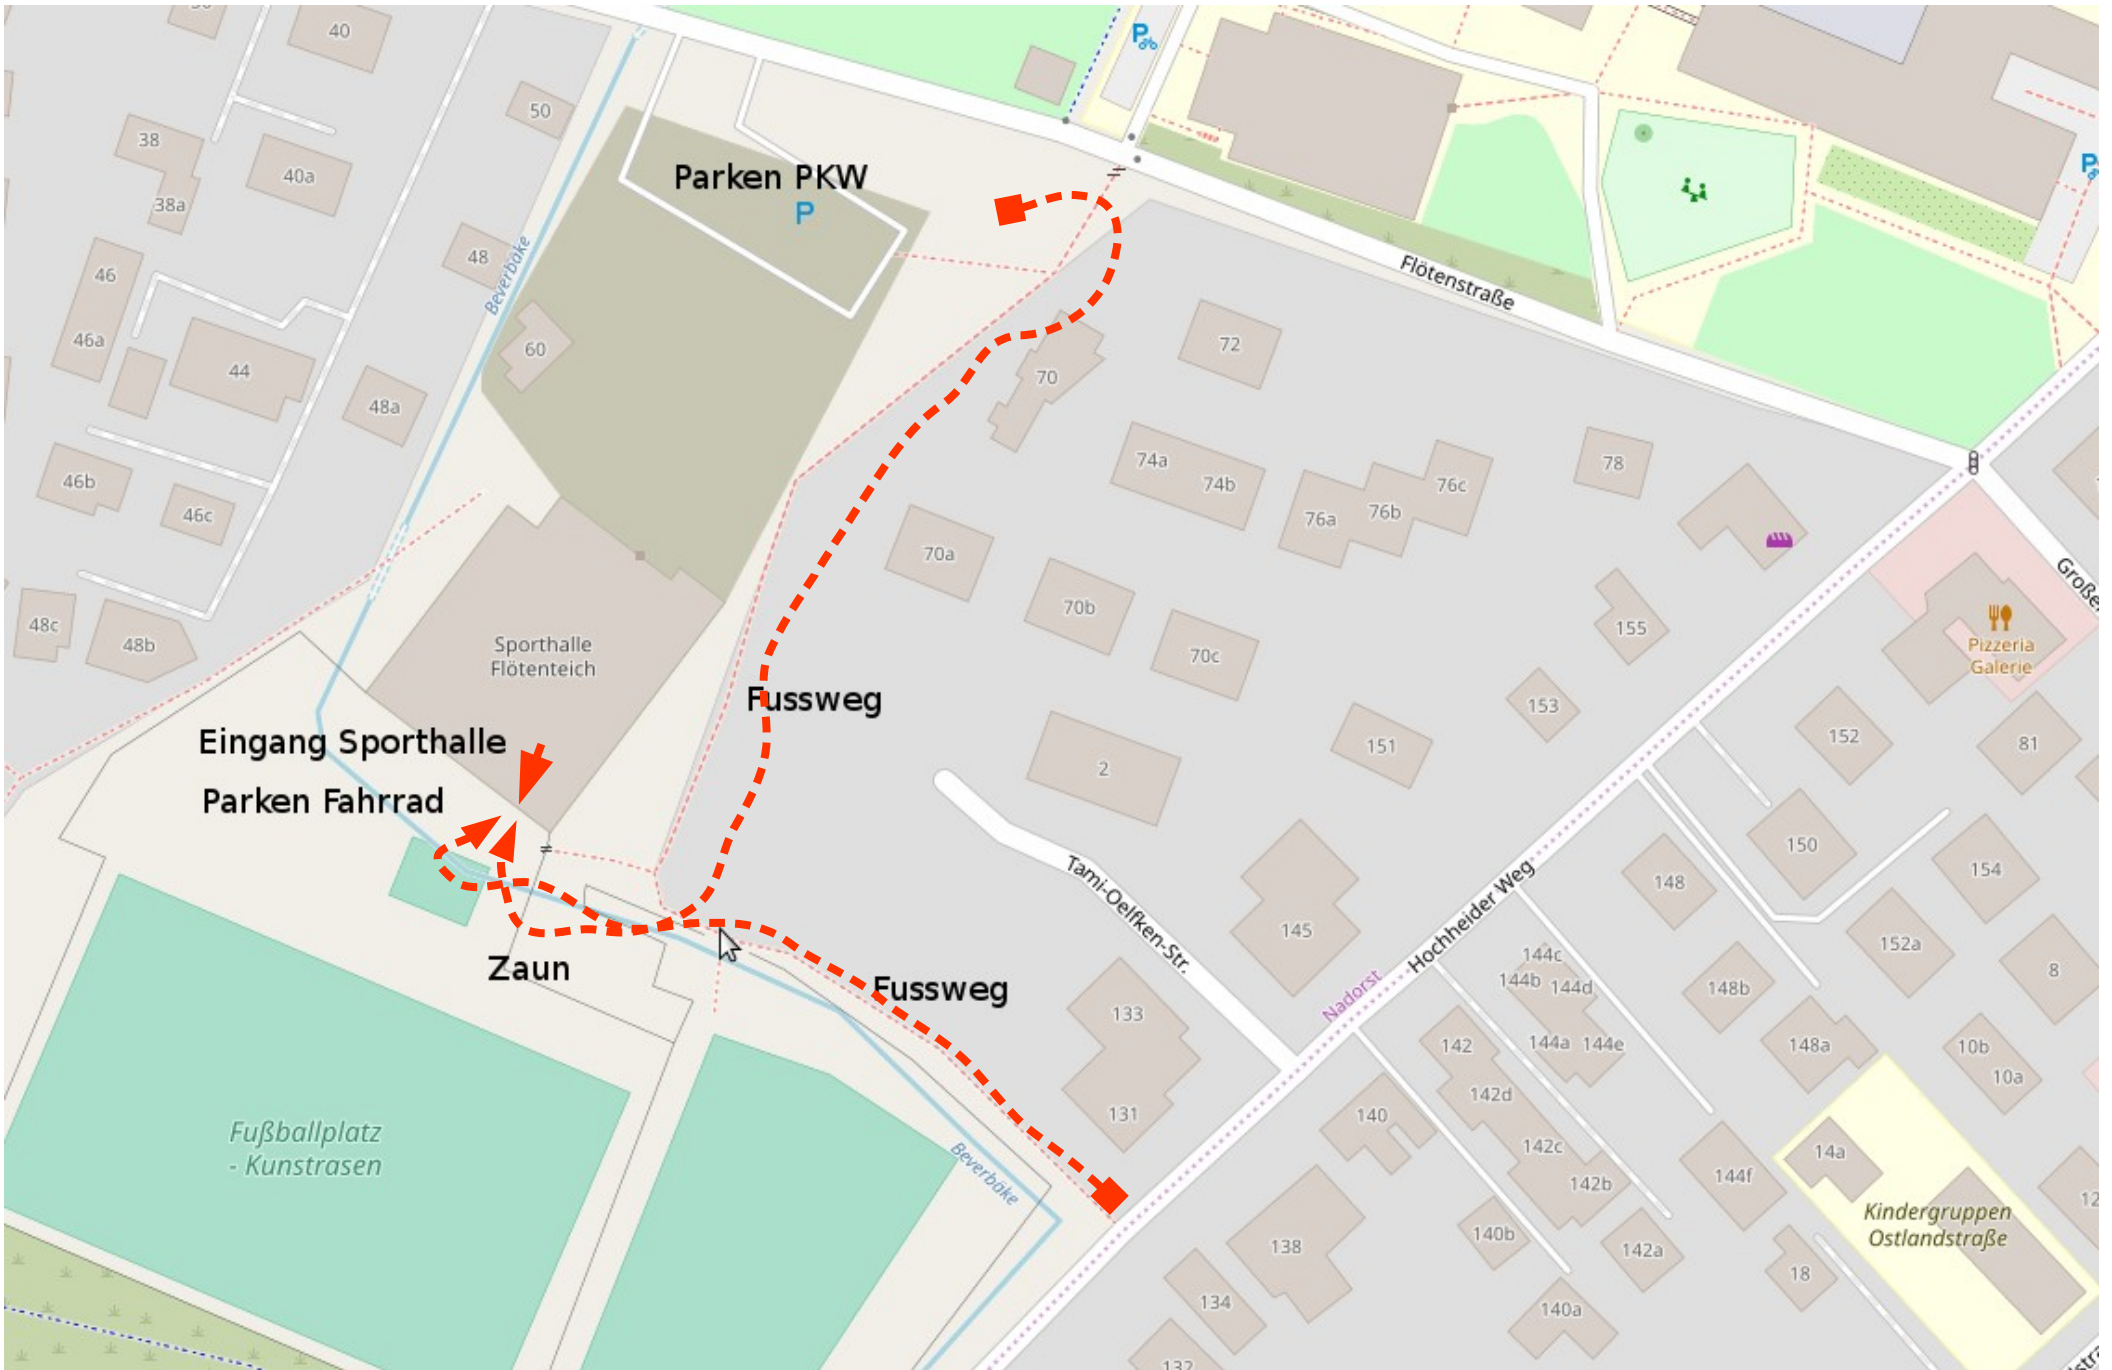 40
50
38
40a
38a
Parken PKW
P
P
P
48
Beverbäke
46
46a
44
60
48a
Flötenstraße
72
70
74a
74b
76a
76b
76c
78
46b
46c
70a
70b
70c
155
Große
Pizzeria
Galerie
48c
48b
Sporthalle
Flötenteich
Fussweg
153
152
81
151
2
Eingang Sporthalle
Parken Fahrrad
150
154
148
Tami-Oelfken-Str.
145
Hochheider Weg
152a
8
Zaun
Fussweg
Nadorst
144c
144b
144d
148b
133
142
144a
144e
148a
10b
10a
131
140
142d
142c
142b
144f
14a
Fußballplatz
- Kunstrasen
Beverbäke
Kindergruppen
Ostlandstraße
12
138
140b
142a
18
134
140a
132